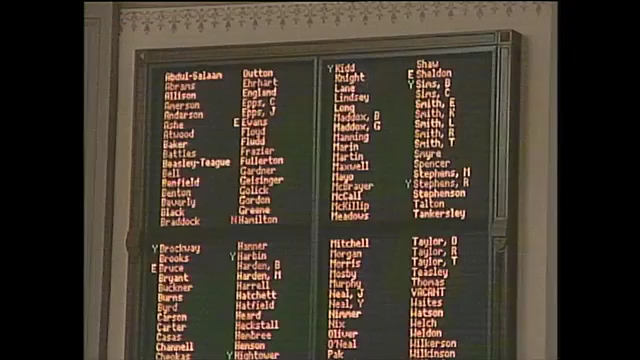 Abdul-Salaam
Abrams
Allison
Amerson
Anderson
Ashe
Atwood
Baker
Battles
Beasley-Teague
Bell
Benfield
Benton
Beverly
Black
Braddock
Dutton
Ehrhart
England
Epps, C
Epps, J
E Evans
Floyd
Fludd
Frazier
Fullerton
Gardner
Geisinger
Golick
Gordon
Greene
N Hamilton
Y Kidd
Knight
Lane
Lindsey
Long
Maddox, B
Maddox, G
Manning
Marin
Martin
Maxwell
Mayo
McBrayer
McCall
McKillip
Meadows
Shaw
E Sheldon
Y Sims, B
Sims, C
Smith, E
Smith, K
Smith, L
Smith, R
Smith, T
Smyre
Spencer
Stephens, M
Y Stephens, R
Stephenson
Talton
Tankersley
Y Brockway
Brooks
E Bruce
Bryant
Buckner
Burns
Byrd
Carson
Carter
Casas
Channell
Cheokas
Hanner
Y Harbin
Harden, B
Harden, M
Harrell
Hatchett
Hatfield
Heard
Heckstall
Hembree
Henson
Y Hightower
Mitchell
Morgan
Morris
Mosby
Murphy
Neal, J
Neal, Y
Nimmer
Nix
Oliver
O'Neal
Pak
Taylor, D
Taylor, R
Taylor, T
Teasley
Thomas
VACANT
Waites
Watson
Welch
Weldon
Wilkerson
Wilkinson